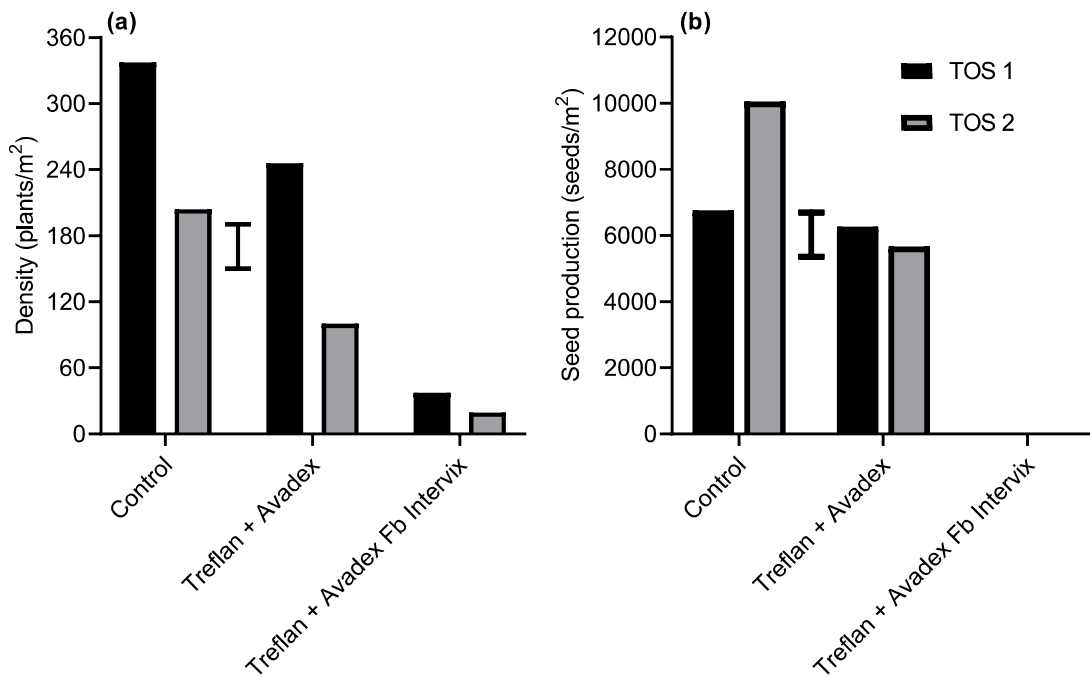 (a)
Density (plants/m²)
360
300
240
180
120
60
0
Control
Treflan + Avadex
Treflan + Avadex Fb Intervix
(b)
Seed production (seeds/m²)
12000
10000
8000
6000
4000
2000
0
TOS 1
TOS 2
Control
Treflan + Avadex
Treflan + Avadex Fb Intervix